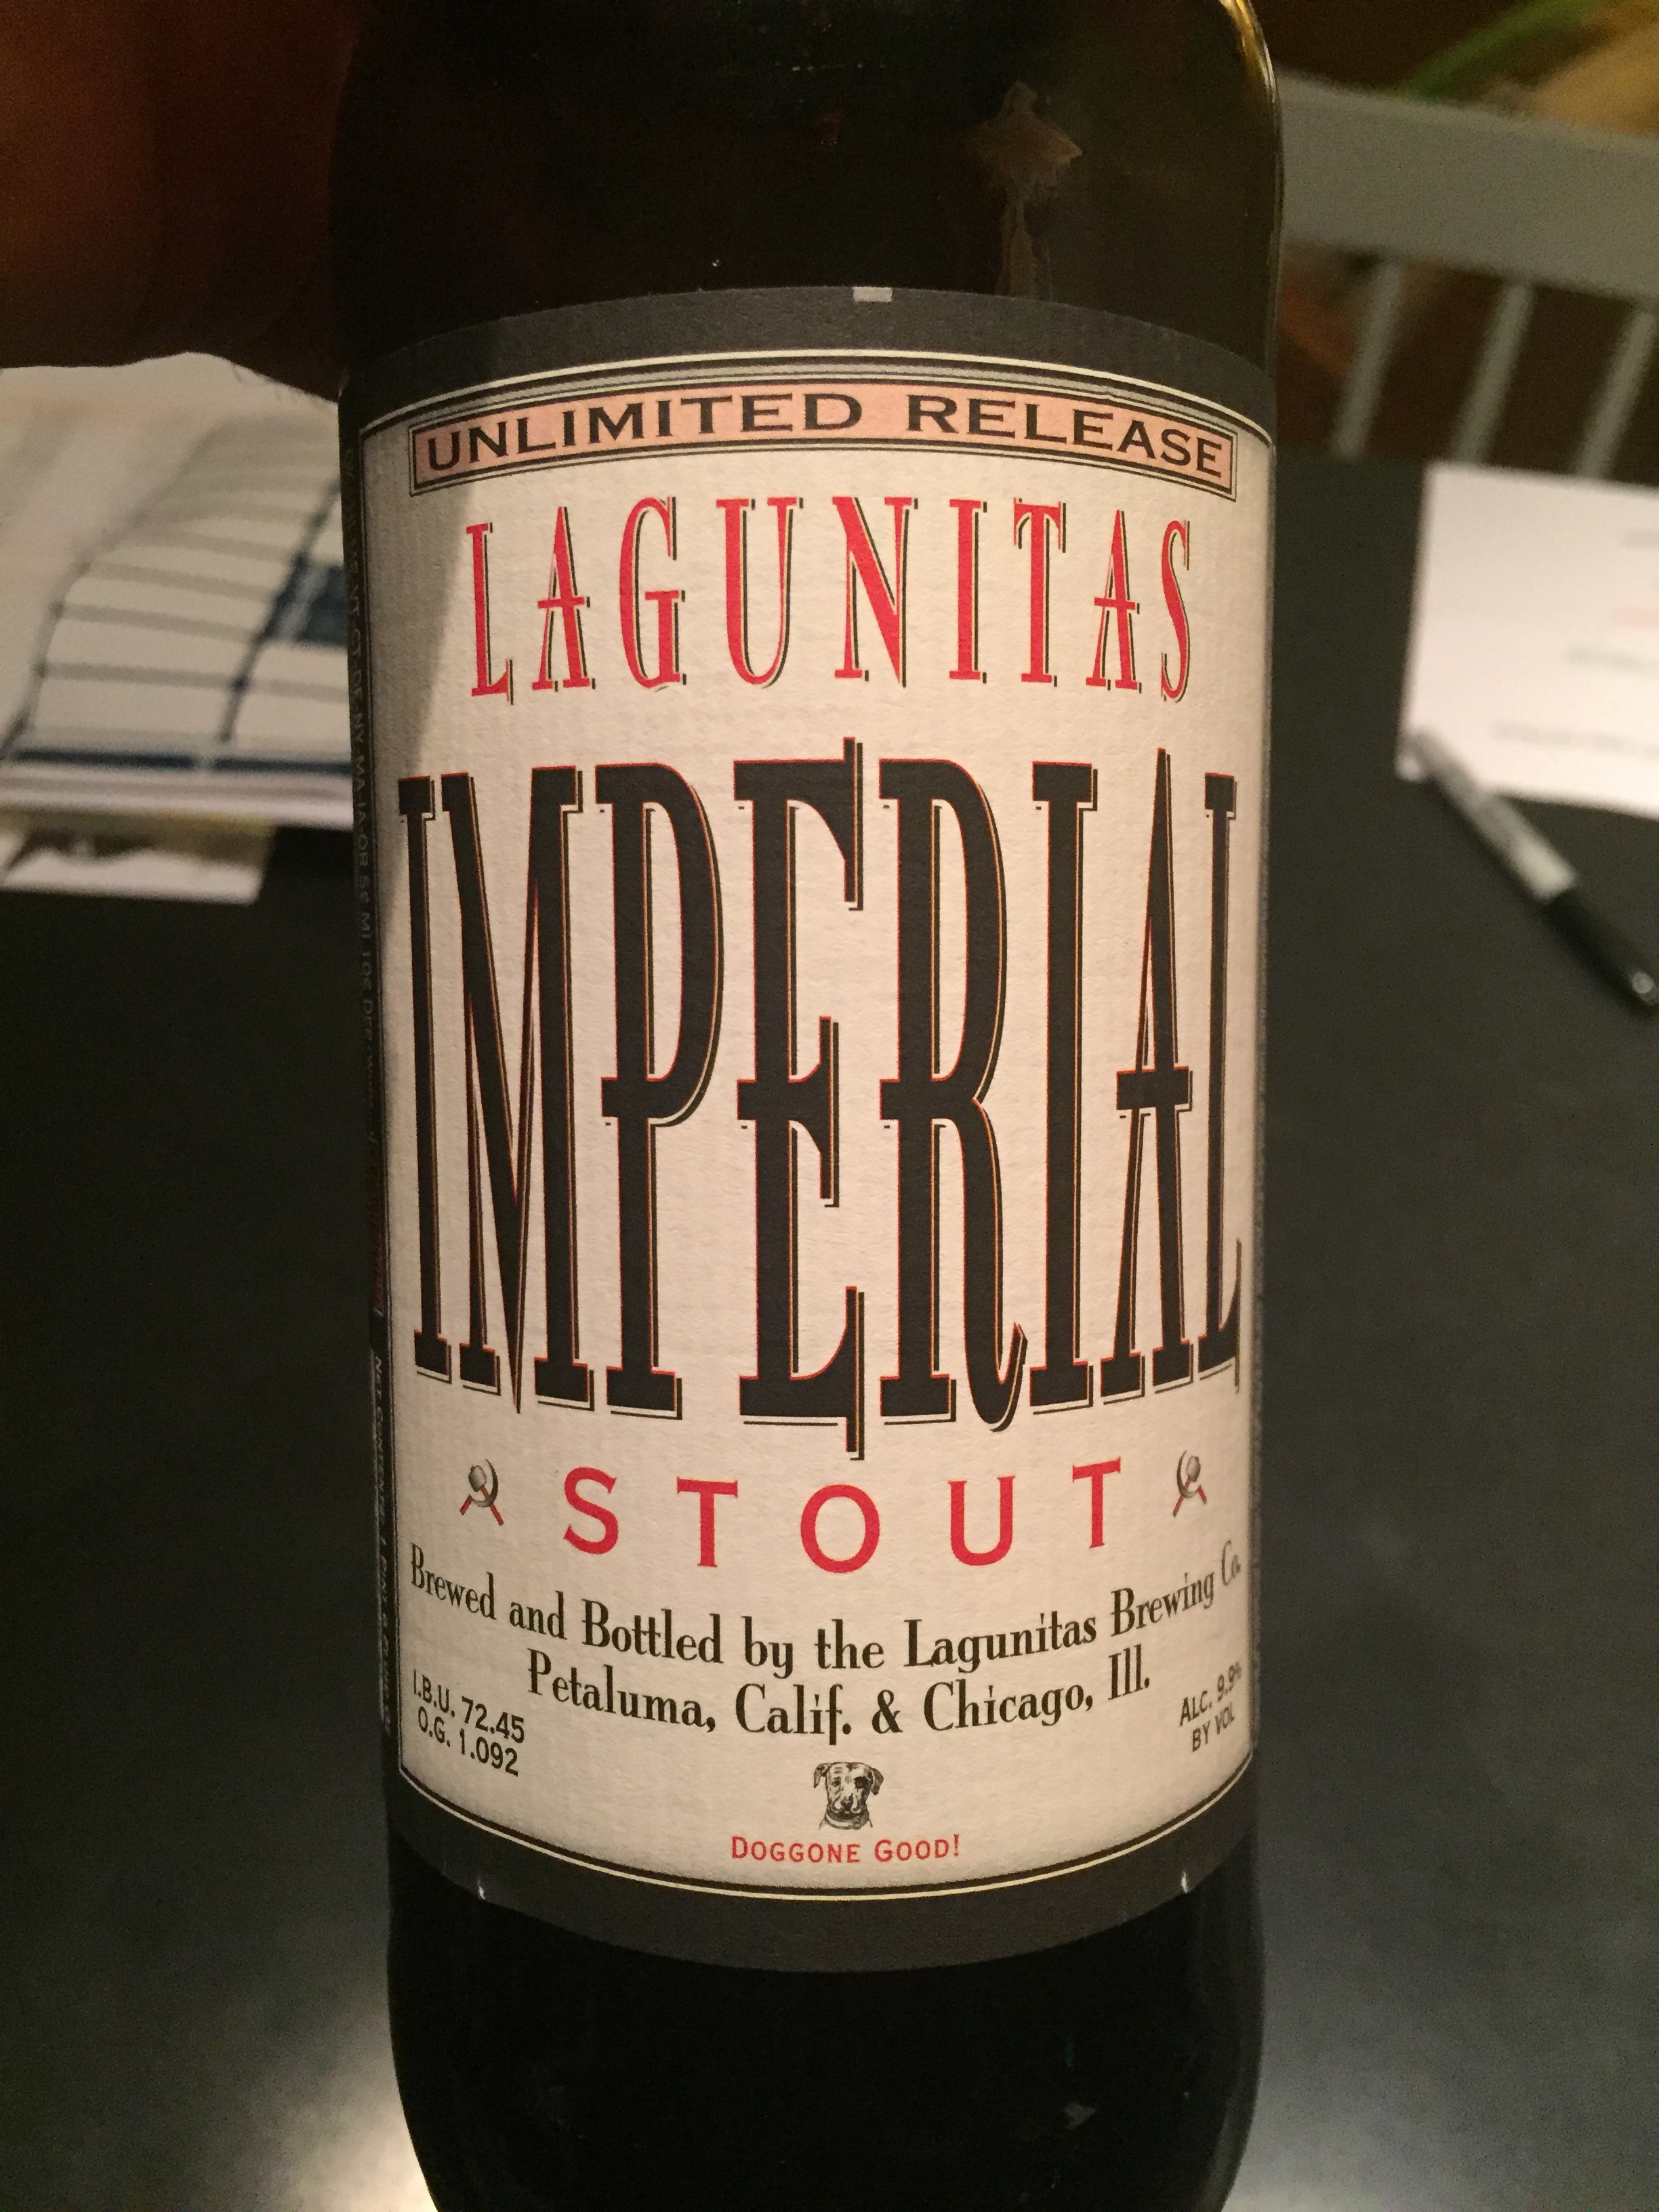 UNLIMITED RELEASE
LAGUNITAS
IMPERIAL
STOUT
Brewed and Bottled by the Lagunitas Brewing Co.
Petaluma, Calif. & Chicago, Ill.
I.B.U. 72.45
O.G. 1.092
ALC. 9.9%
BY VOL
DOGGONE GOOD!